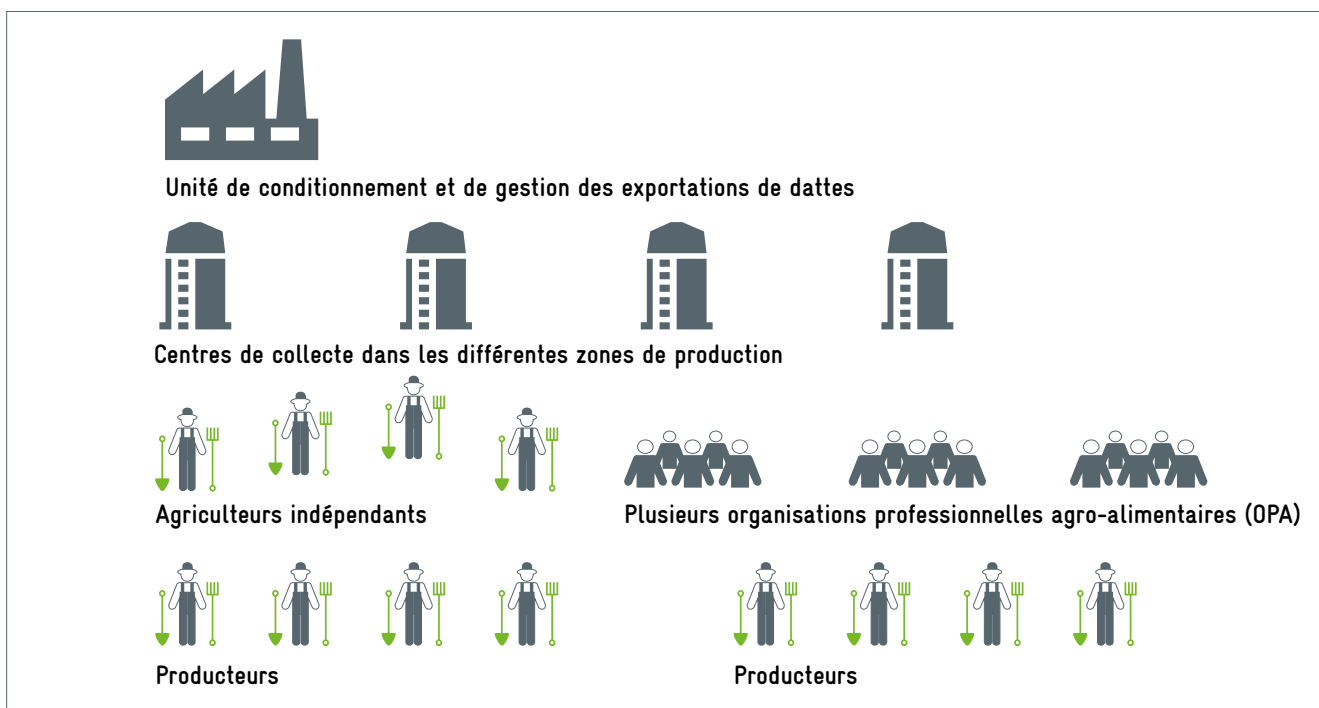 Unité de conditionnement et de gestion des exportations de dattes
Centres de collecte dans les différentes zones de production
Agriculteurs indépendants
Plusieurs organisations professionnelles agro-alimentaires (OPA)
Producteurs
Producteurs